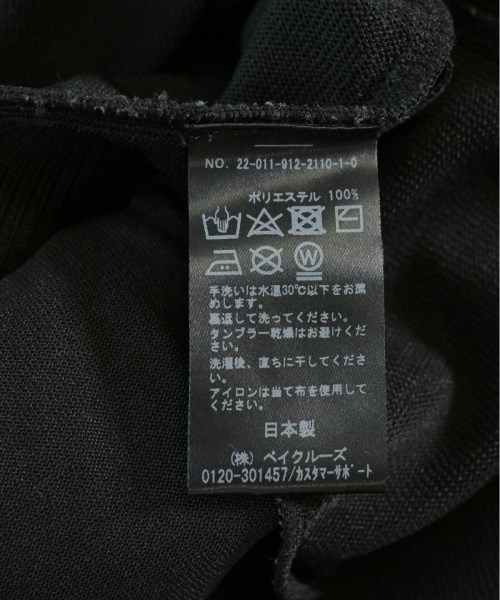 NO. 22-011-912-2110-1-0
ポリエステル 100%
W
手洗いは水温30℃以下をお薦
めします。
裏返して洗ってください。
タンブラー乾燥はお避けくだ
さい。
洗濯後、直ちに干してくださ
い。
アイロンは当て布を使用して
ください。
日本製
(株) ベイクルーズ
0120-301457/カスタマーサポート